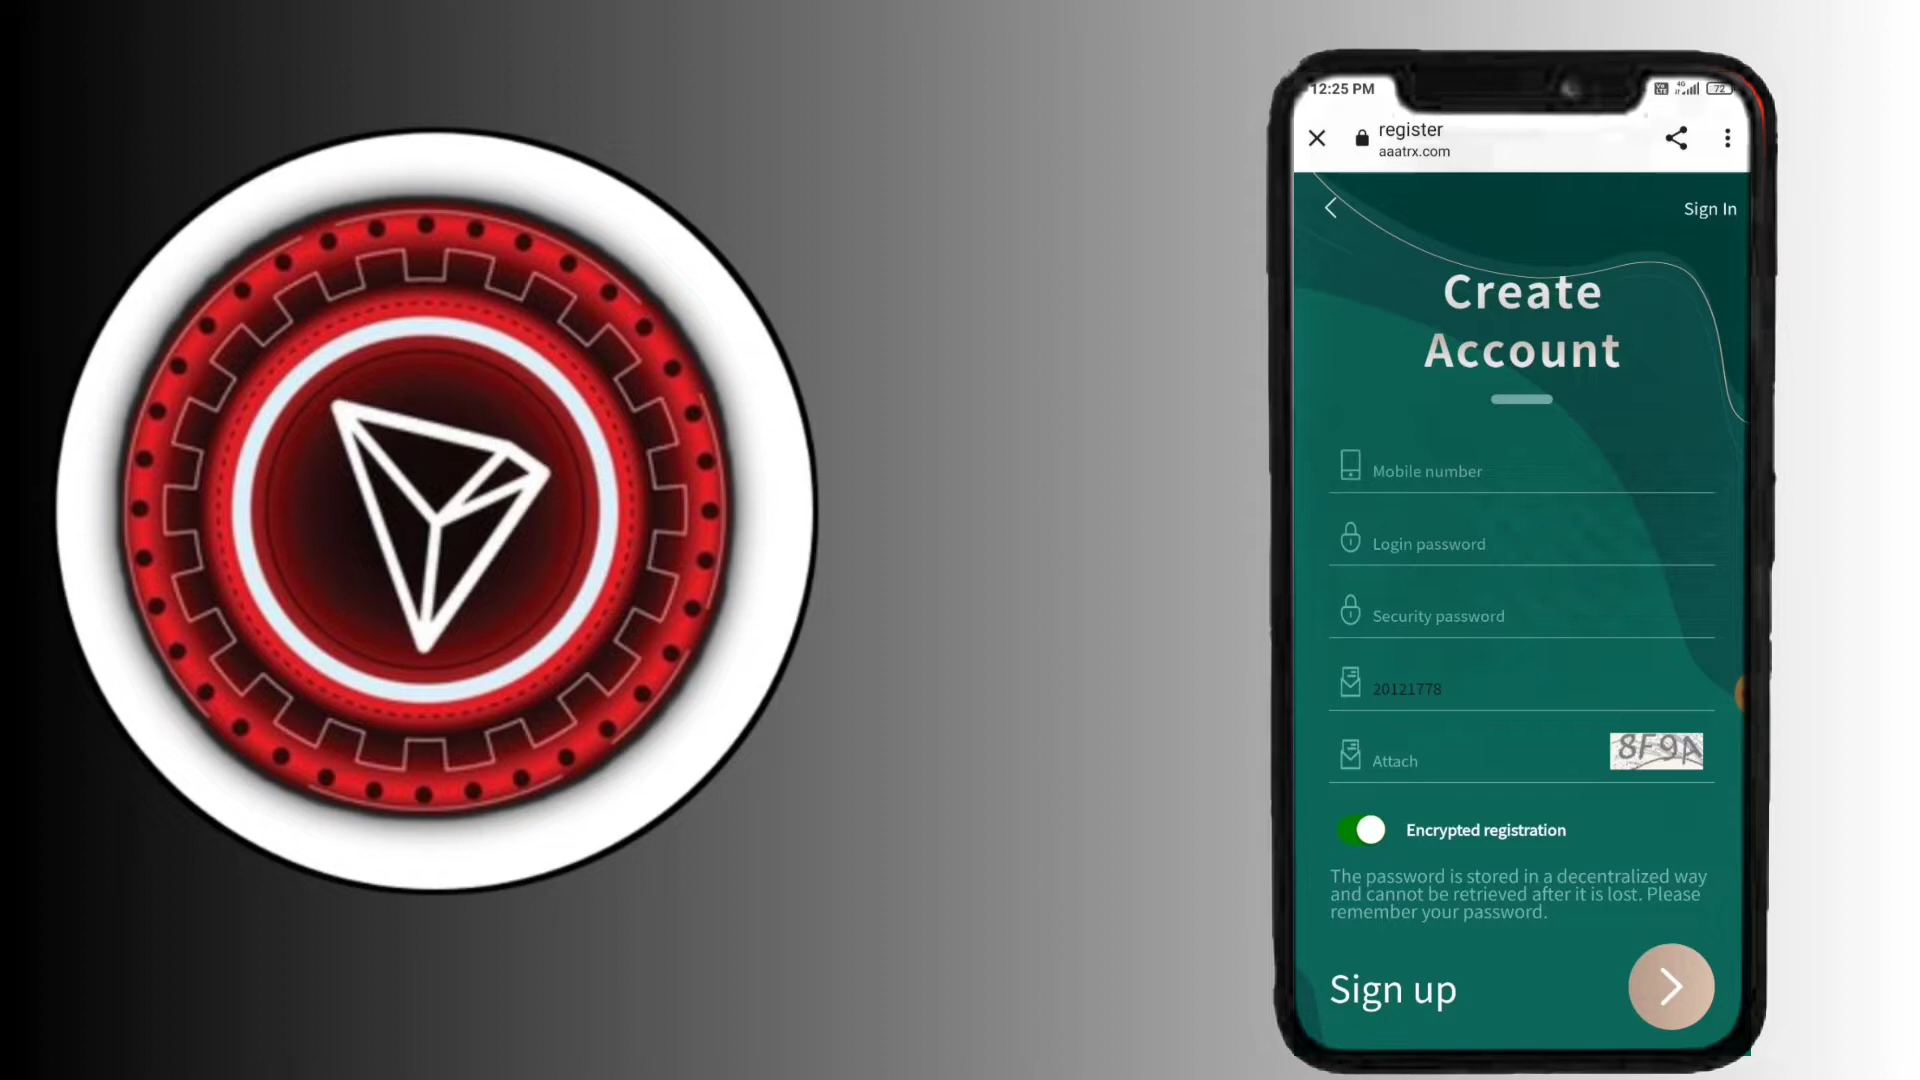 12:25 PM
72
register
aaatrx.com
Sign In
Create
Account
Mobile number
Login password
Security password
20121778
Attach
8F9A
Encrypted registration
The password is stored in a decentralized way
and cannot be retrieved after it is lost. Please
remember your password.
Sign up